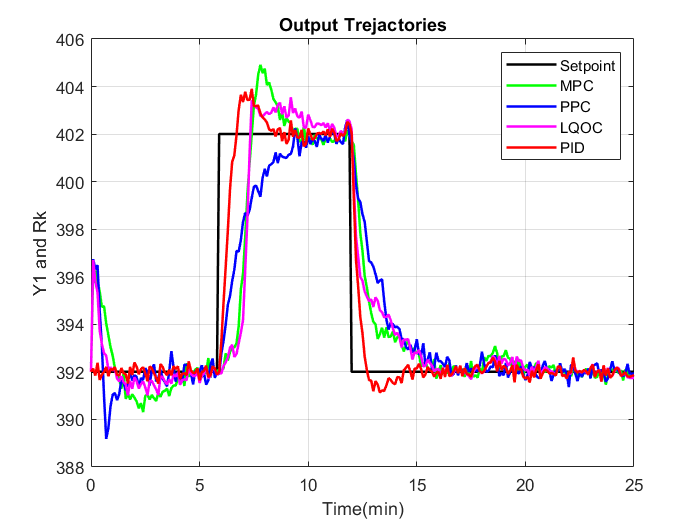 Output Trejactories
406
404
402
400
398
396
394
392
390
388
Y1 and Rk
Setpoint
MPC
PPC
LQOC
PID
0
5
10
15
20
25
Time(min)